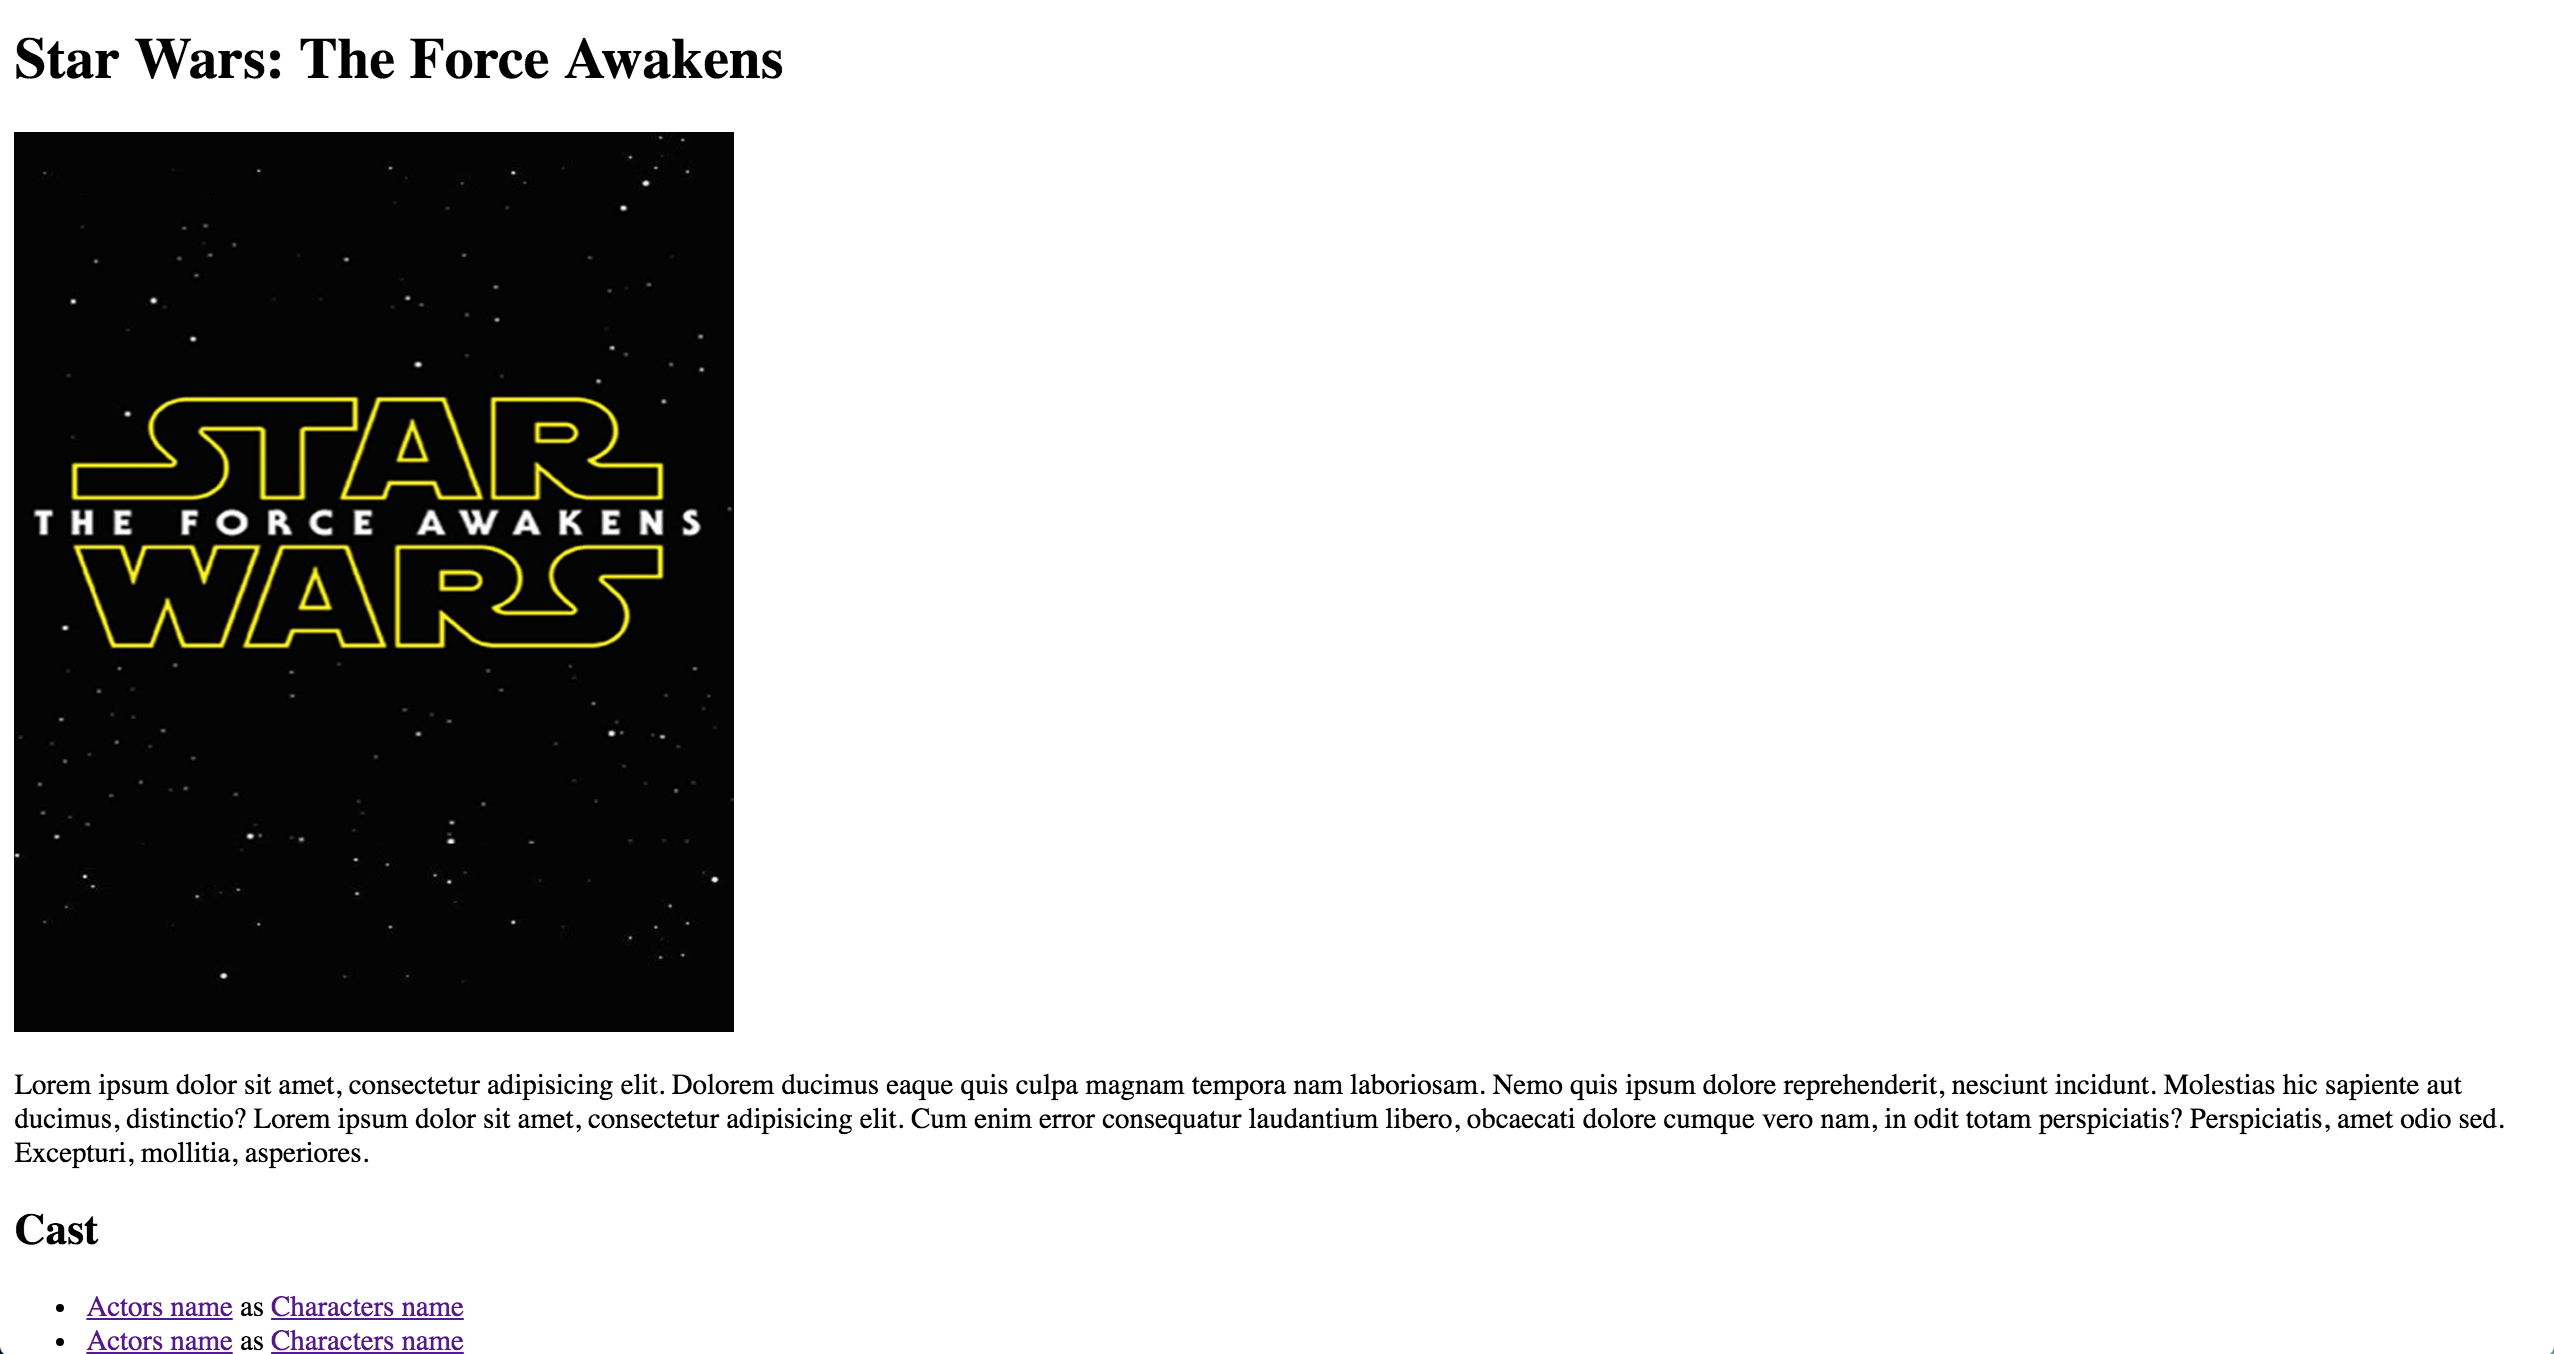 Star Wars: The Force Awakens
STAR
THE FORCE AWAKENS
WARS
Lorem ipsum dolor sit amet, consectetur adipisicing elit. Dolorem ducimus eaque quis culpa magnam tempora nam laboriosam. Nemo quis ipsum dolore reprehenderit, nesciunt incidunt. Molestias hic sapiente aut
ducimus, distinctio? Lorem ipsum dolor sit amet, consectetur adipisicing elit. Cum enim error consequatur laudantium libero, obcaecati dolore cumque vero nam, in odit totam perspiciatis? Perspiciatis, amet odio sed.
Excepturi, mollitia, asperiores.
Cast
• Actors name as Characters name
• Actors name as Characters name